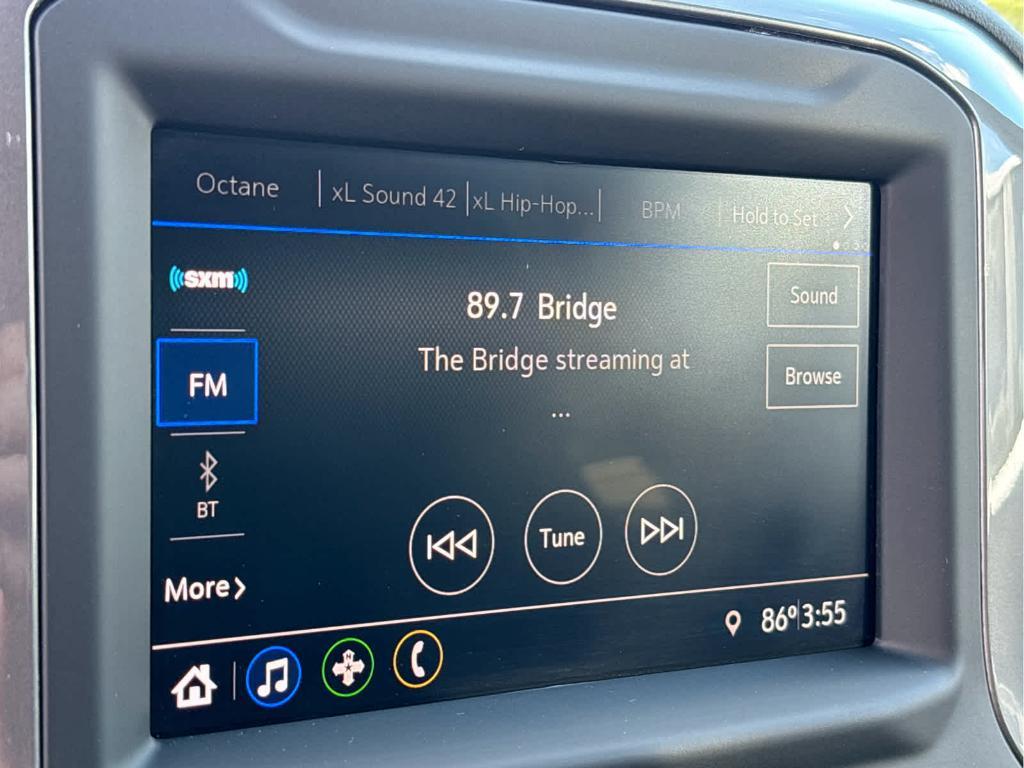 Octane
xL Sound 42
xL Hip-Hop...
BPM
Hold to Set
sxm
89.7 Bridge
Sound
The Bridge streaming at
...
FM
Browse
BT
Tune
More
86° 3:55
N